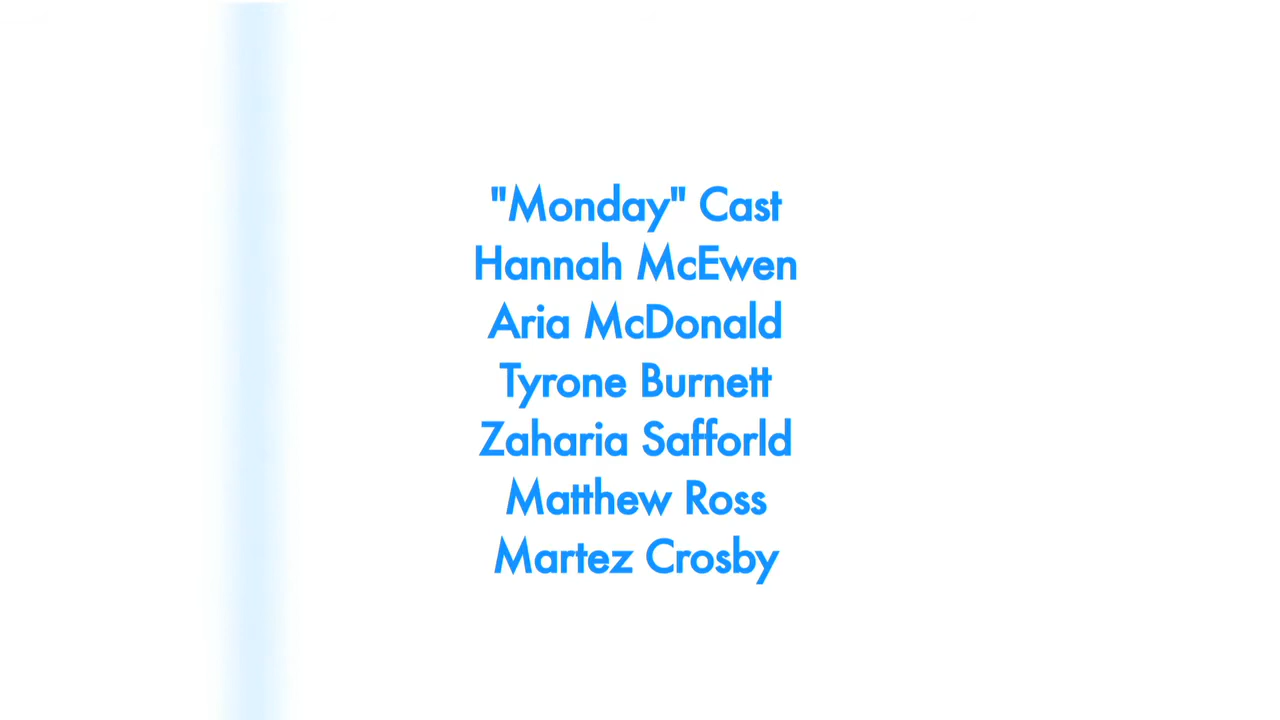 "Monday" Cast
Hannah McEwen
Aria McDonald
Tyrone Burnett
Zaharia Safforld
Matthew Ross
Martez Crosby